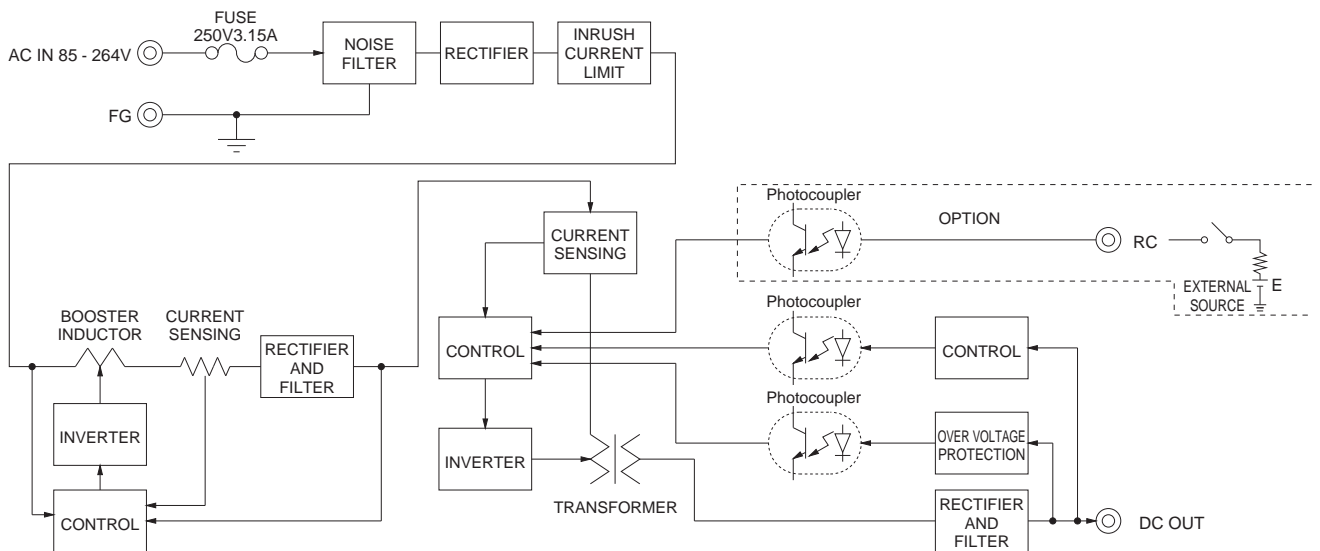 FUSE
250V3.15A
AC IN 85 - 264V
NOISE
FILTER
RECTIFIER
INRUSH
CURRENT
LIMIT
FG
Photocoupler
OPTION
RC
E
EXTERNAL
SOURCE
CURRENT
SENSING
Photocoupler
BOOSTER
INDUCTOR
CURRENT
SENSING
RECTIFIER
AND
FILTER
CONTROL
CONTROL
Photocoupler
INVERTER
INVERTER
OVER VOLTAGE
PROTECTION
TRANSFORMER
CONTROL
RECTIFIER
AND
FILTER
DC OUT